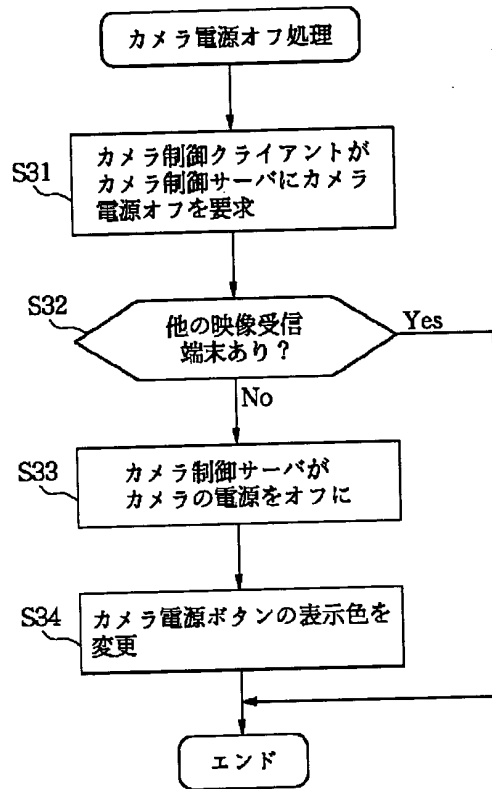 カメラ電源オフ処理
S31
カメラ制御クライアントが
カメラ制御サーバにカメラ
電源オフを要求
S32
他の映像受信
端末あり？
Yes
No
S33
カメラ制御サーバが
カメラの電源をオフに
S34
カメラ電源ボタンの表示色を
変更
エンド